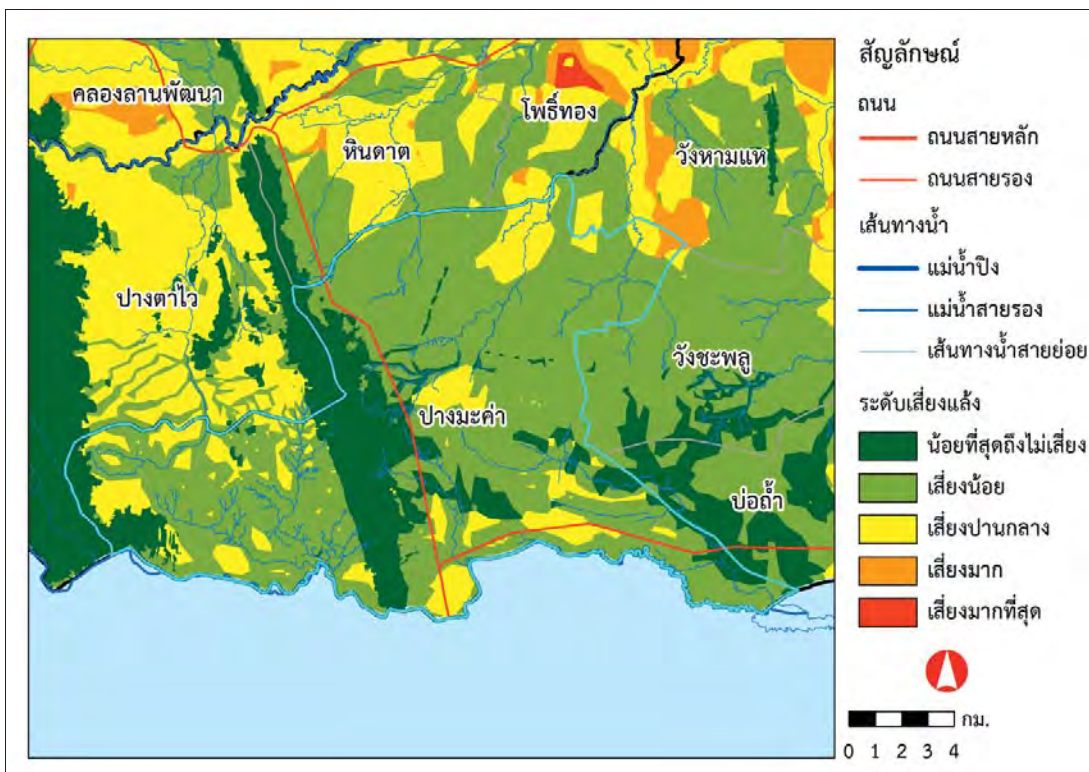 คลองลานพัฒนา
โพธิ์ทอง
หินดาต
วังหามแห
ปางตาไว
วังชะพลู
ปางมะค่า
บ่อถ้ำ
สัญลักษณ์
ถนน
ถนนสายหลัก
ถนนสายรอง
เส้นทางน้ำ
แม่น้ำปิง
แม่น้ำสายรอง
เส้นทางน้ำสายย่อย
ระดับเสี่ยงแล้ง
น้อยที่สุดถึงไม่เสี่ยง
เสี่ยงน้อย
เสี่ยงปานกลาง
เสี่ยงมาก
เสี่ยงมากที่สุด
กม.
0 1 2 3 4